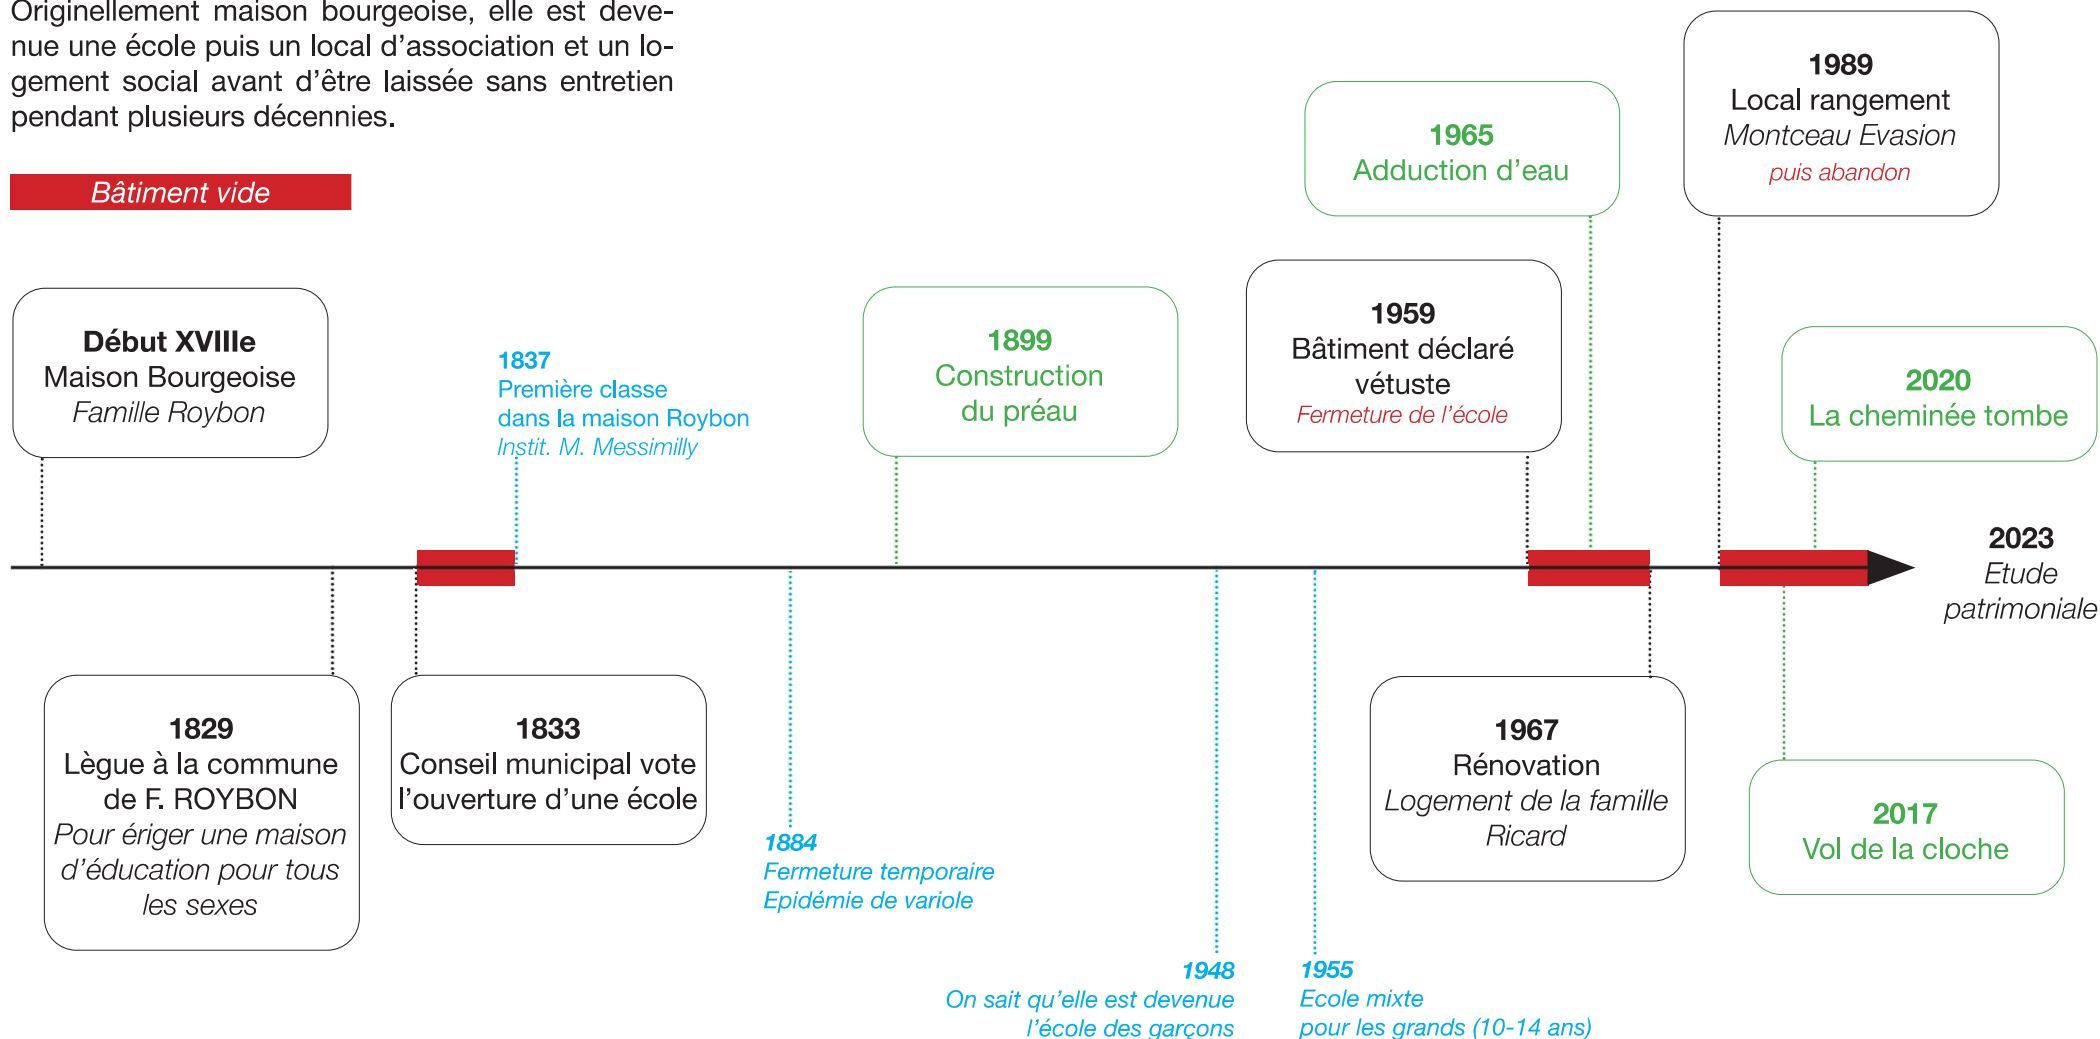 Originellement maison bourgeoise, elle est deve-
nue une école puis un local d'association et un lo-
gement social avant d'être laissée sans entretien
pendant plusieurs décennies.
Bâtiment vide
Début XVIIIe
Maison Bourgeoise
Famille Roybon
1837
Première classe
dans la maison Roybon
Instit. M. Messimilly
1899
Construction
du préau
1959
Bâtiment déclaré
vétuste
Fermeture de l'école
1965
Adduction d'eau
1989
Local rangement
Montceau Evasion
puis abandon
2020
La cheminée tombe
2023
Etude
patrimoniale
1829
Lègue à la commune
de F. ROYBON
Pour ériger une maison
d'éducation pour tous
les sexes
1833
Conseil municipal vote
l'ouverture d'une école
1884
Fermeture temporaire
Epidémie de variole
1948
On sait qu'elle est devenue
l'école des garçons
1955
Ecole mixte
pour les grands (10-14 ans)
1967
Rénovation
Logement de la famille
Ricard
2017
Vol de la cloche